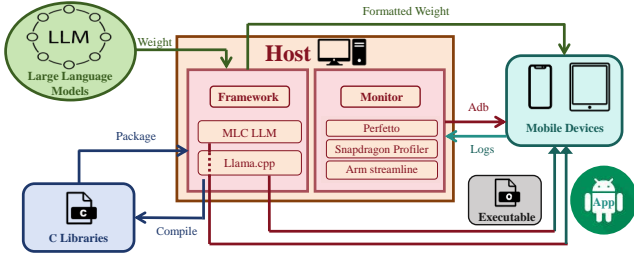 Formatted Weight
LLM
Weight
Large Language
Models
Host
Framework
Monitor
MLC LLM
Llama.cpp
Perfetto
Snapdragon Profiler
Arm streamline
Adb
Logs
Mobile Devices
Package
C
C Libraries
Compile
O
Executable
App